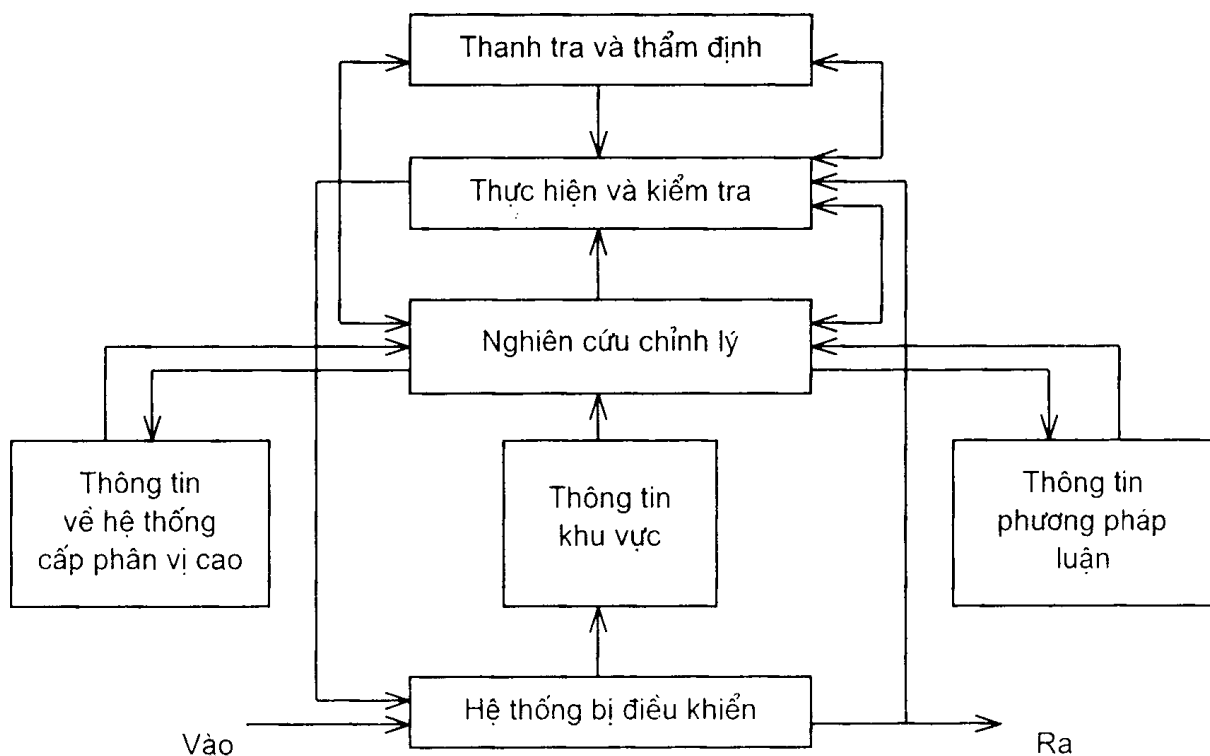 Thanh tra và thẩm định
Thực hiện và kiểm tra
Nghiên cứu chỉnh lý
Thông tin
về hệ thống
cấp phân vị cao
Thông tin
khu vực
Thông tin
phương pháp
luận
Hệ thống bị điều khiển
Vào
Ra